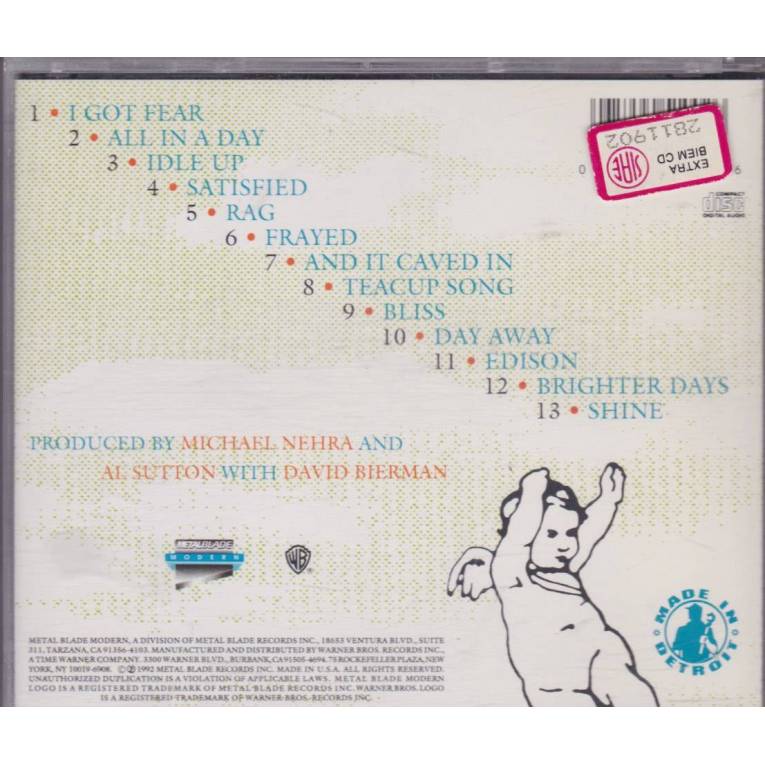 1 • I GOT FEAR
2 • ALL IN A DAY
3 • IDLE UP
4 • SATISFIED
5 • RAG
6 • FRAYED
7 • AND IT CAVED IN
8 • TEACUP SONG
9 • BLISS
10 • DAY AWAY
11 • EDISON
12 • BRIGHTER DAYS
13 • SHINE
0
6
2811902
SIAE
EXTRA
BIEM CD
COMPACT
disc
DIGITAL AUDIO
PRODUCED BY MICHAEL NEHRA AND
AL SUTTON WITH DAVID BIERMAN
METAL BLADE
MODERN
WB
®
MADE IN
DETROIT
METAL BLADE MODERN, A DIVISION OF METAL BLADE RECORDS INC., 18653 VENTURA BLVD., SUITE
311, TARZANA, CA 91356-4103. MANUFACTURED AND DISTRIBUTED BY WARNER BROS. RECORDS INC.,
A TIME WARNER COMPANY. 3300 WARNER BLVD., BURBANK, CA 91505-4694. 75 ROCKEFELLER PLAZA, NEW
YORK, NY 10019-6908. ©℗ 1992 METAL BLADE RECORDS INC. MADE IN U.S.A. ALL RIGHTS RESERVED.
UNAUTHORIZED DUPLICATION IS A VIOLATION OF APPLICABLE LAWS. METAL BLADE MODERN
LOGO IS A REGISTERED TRADEMARK OF METAL BLADE RECORDS INC. WARNER BROS. LOGO
IS A REGISTERED TRADEMARK OF WARNER BROS. RECORDS INC.